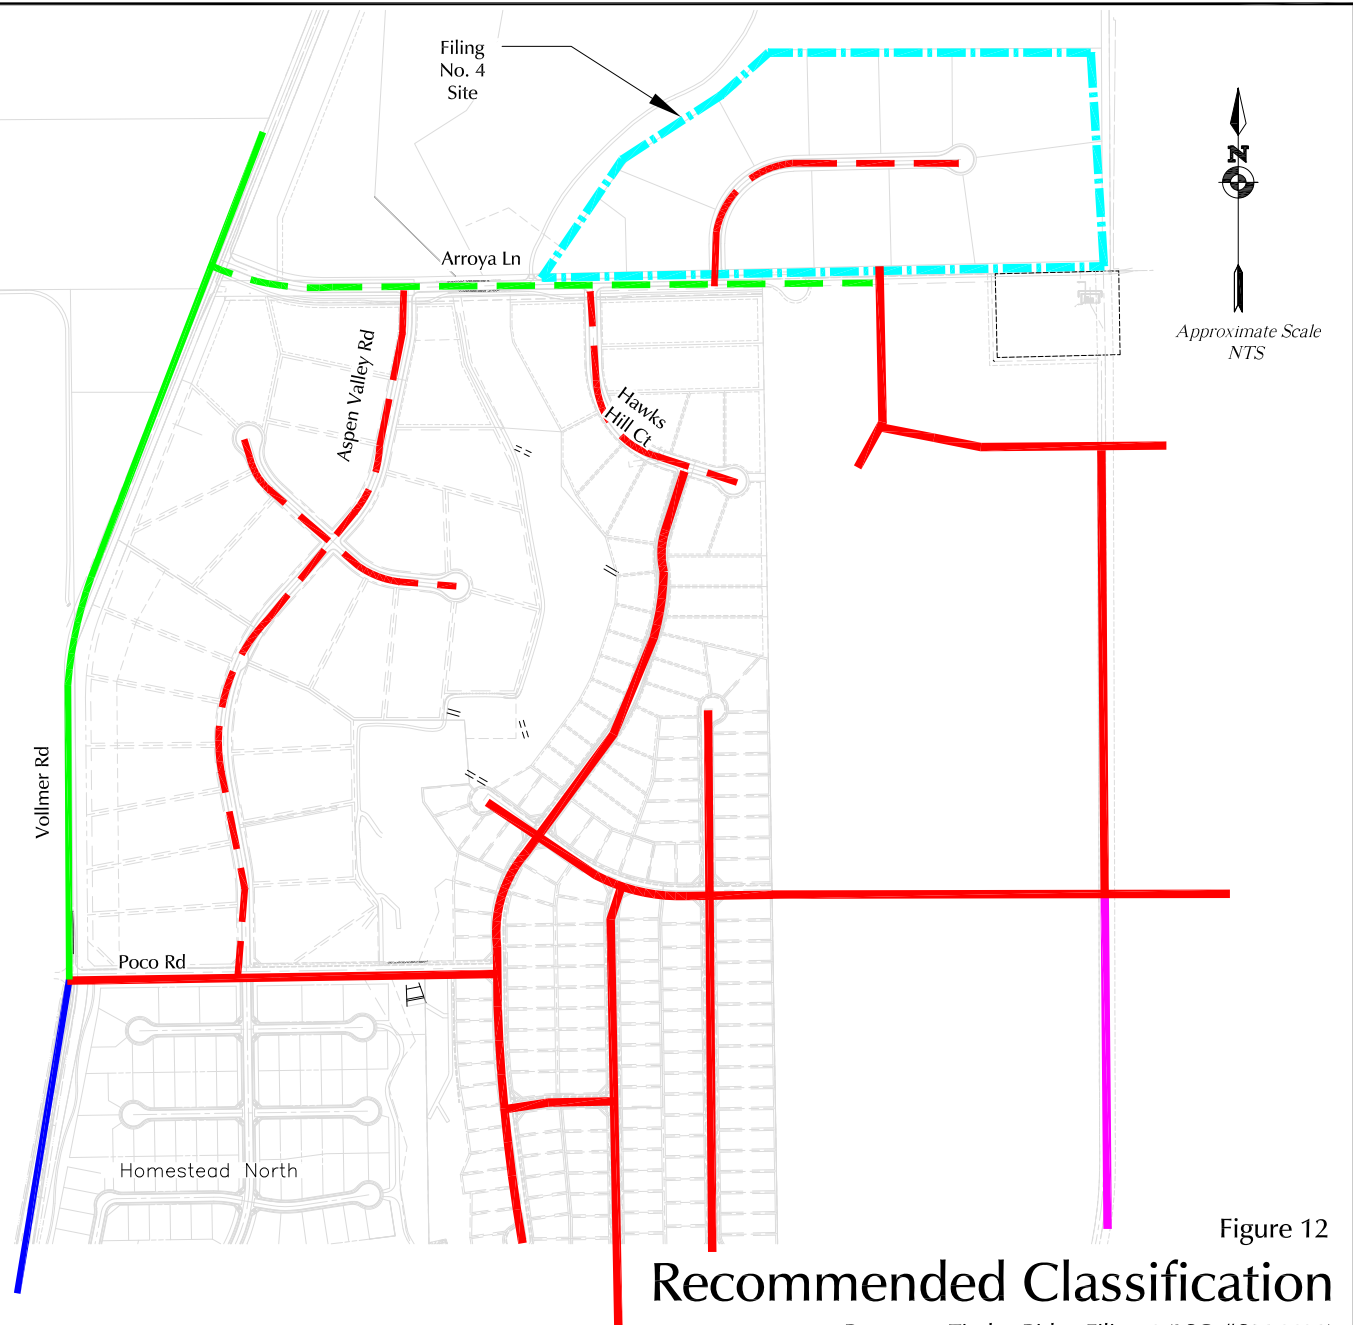 Filing
No. 4
Site
Arroya Ln
N
Approximate Scale
NTS
Aspen Valley Rd
Hawks
Hill Ct
Vollmer Rd
Poco Rd
Homestead North
Figure 12
Recommended Classification